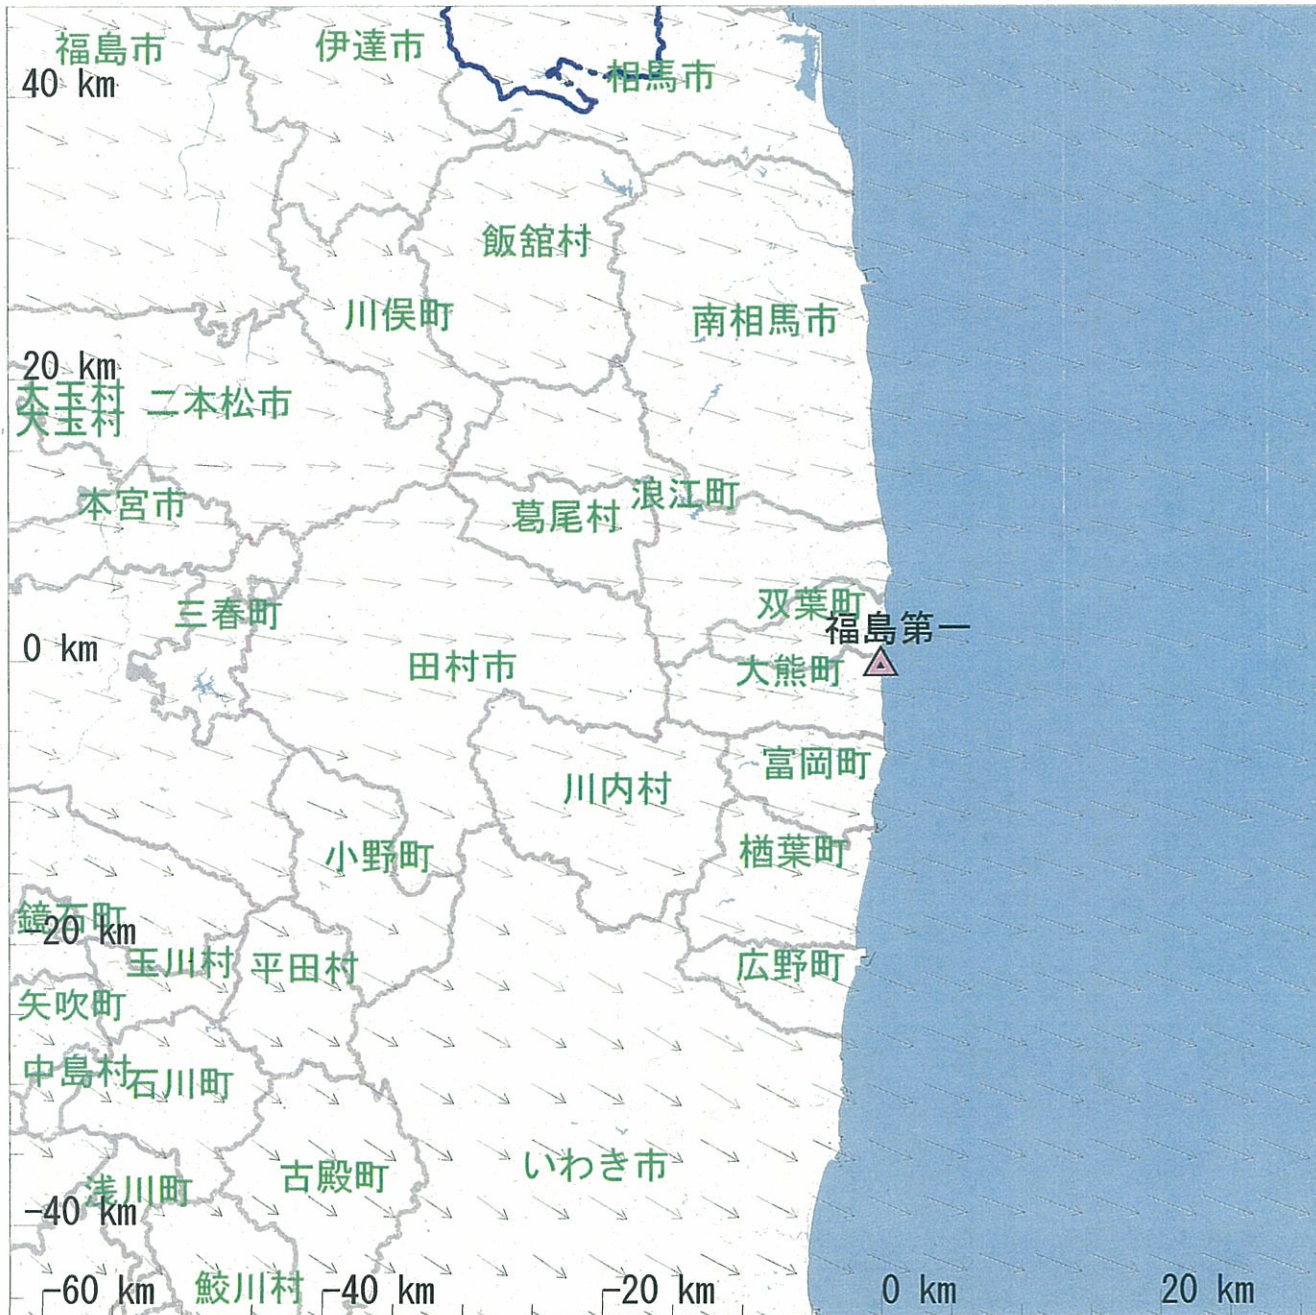 福島市
伊達市
相馬市
40 km
飯舘村
川俣町
南相馬市
20 km
大玉村
二本松市
大玉村
本宮市
浪江町
葛尾村
双葉町
三春町
福島第一
0 km
田村市
大熊町
富岡町
川内村
楢葉町
小野町
鏡石町
-20 km
玉川村
平田村
広野町
矢吹町
中島村
石川町
いわき市
古殿町
浅川町
-40 km
鮫川村
-60 km
-40 km
-20 km
0 km
20 km